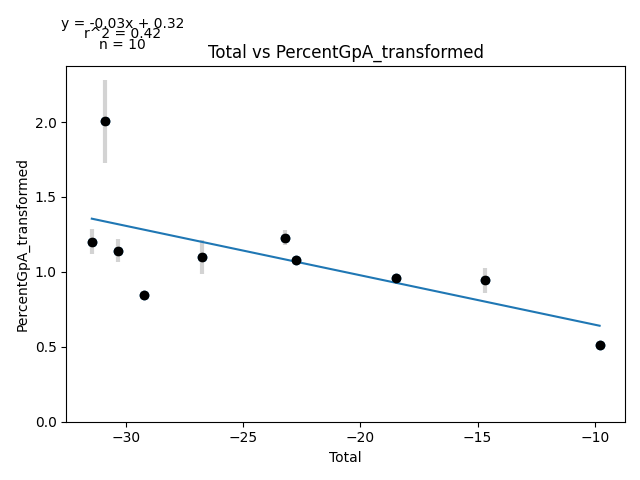 y = -0.03x + 0.32
r^2 = 0.42
n = 10
Total vs PercentGpA_transformed
PercentGpA_transformed
2.0
1.5
1.0
0.5
0.0
−30
−25
−20
−15
−10
Total